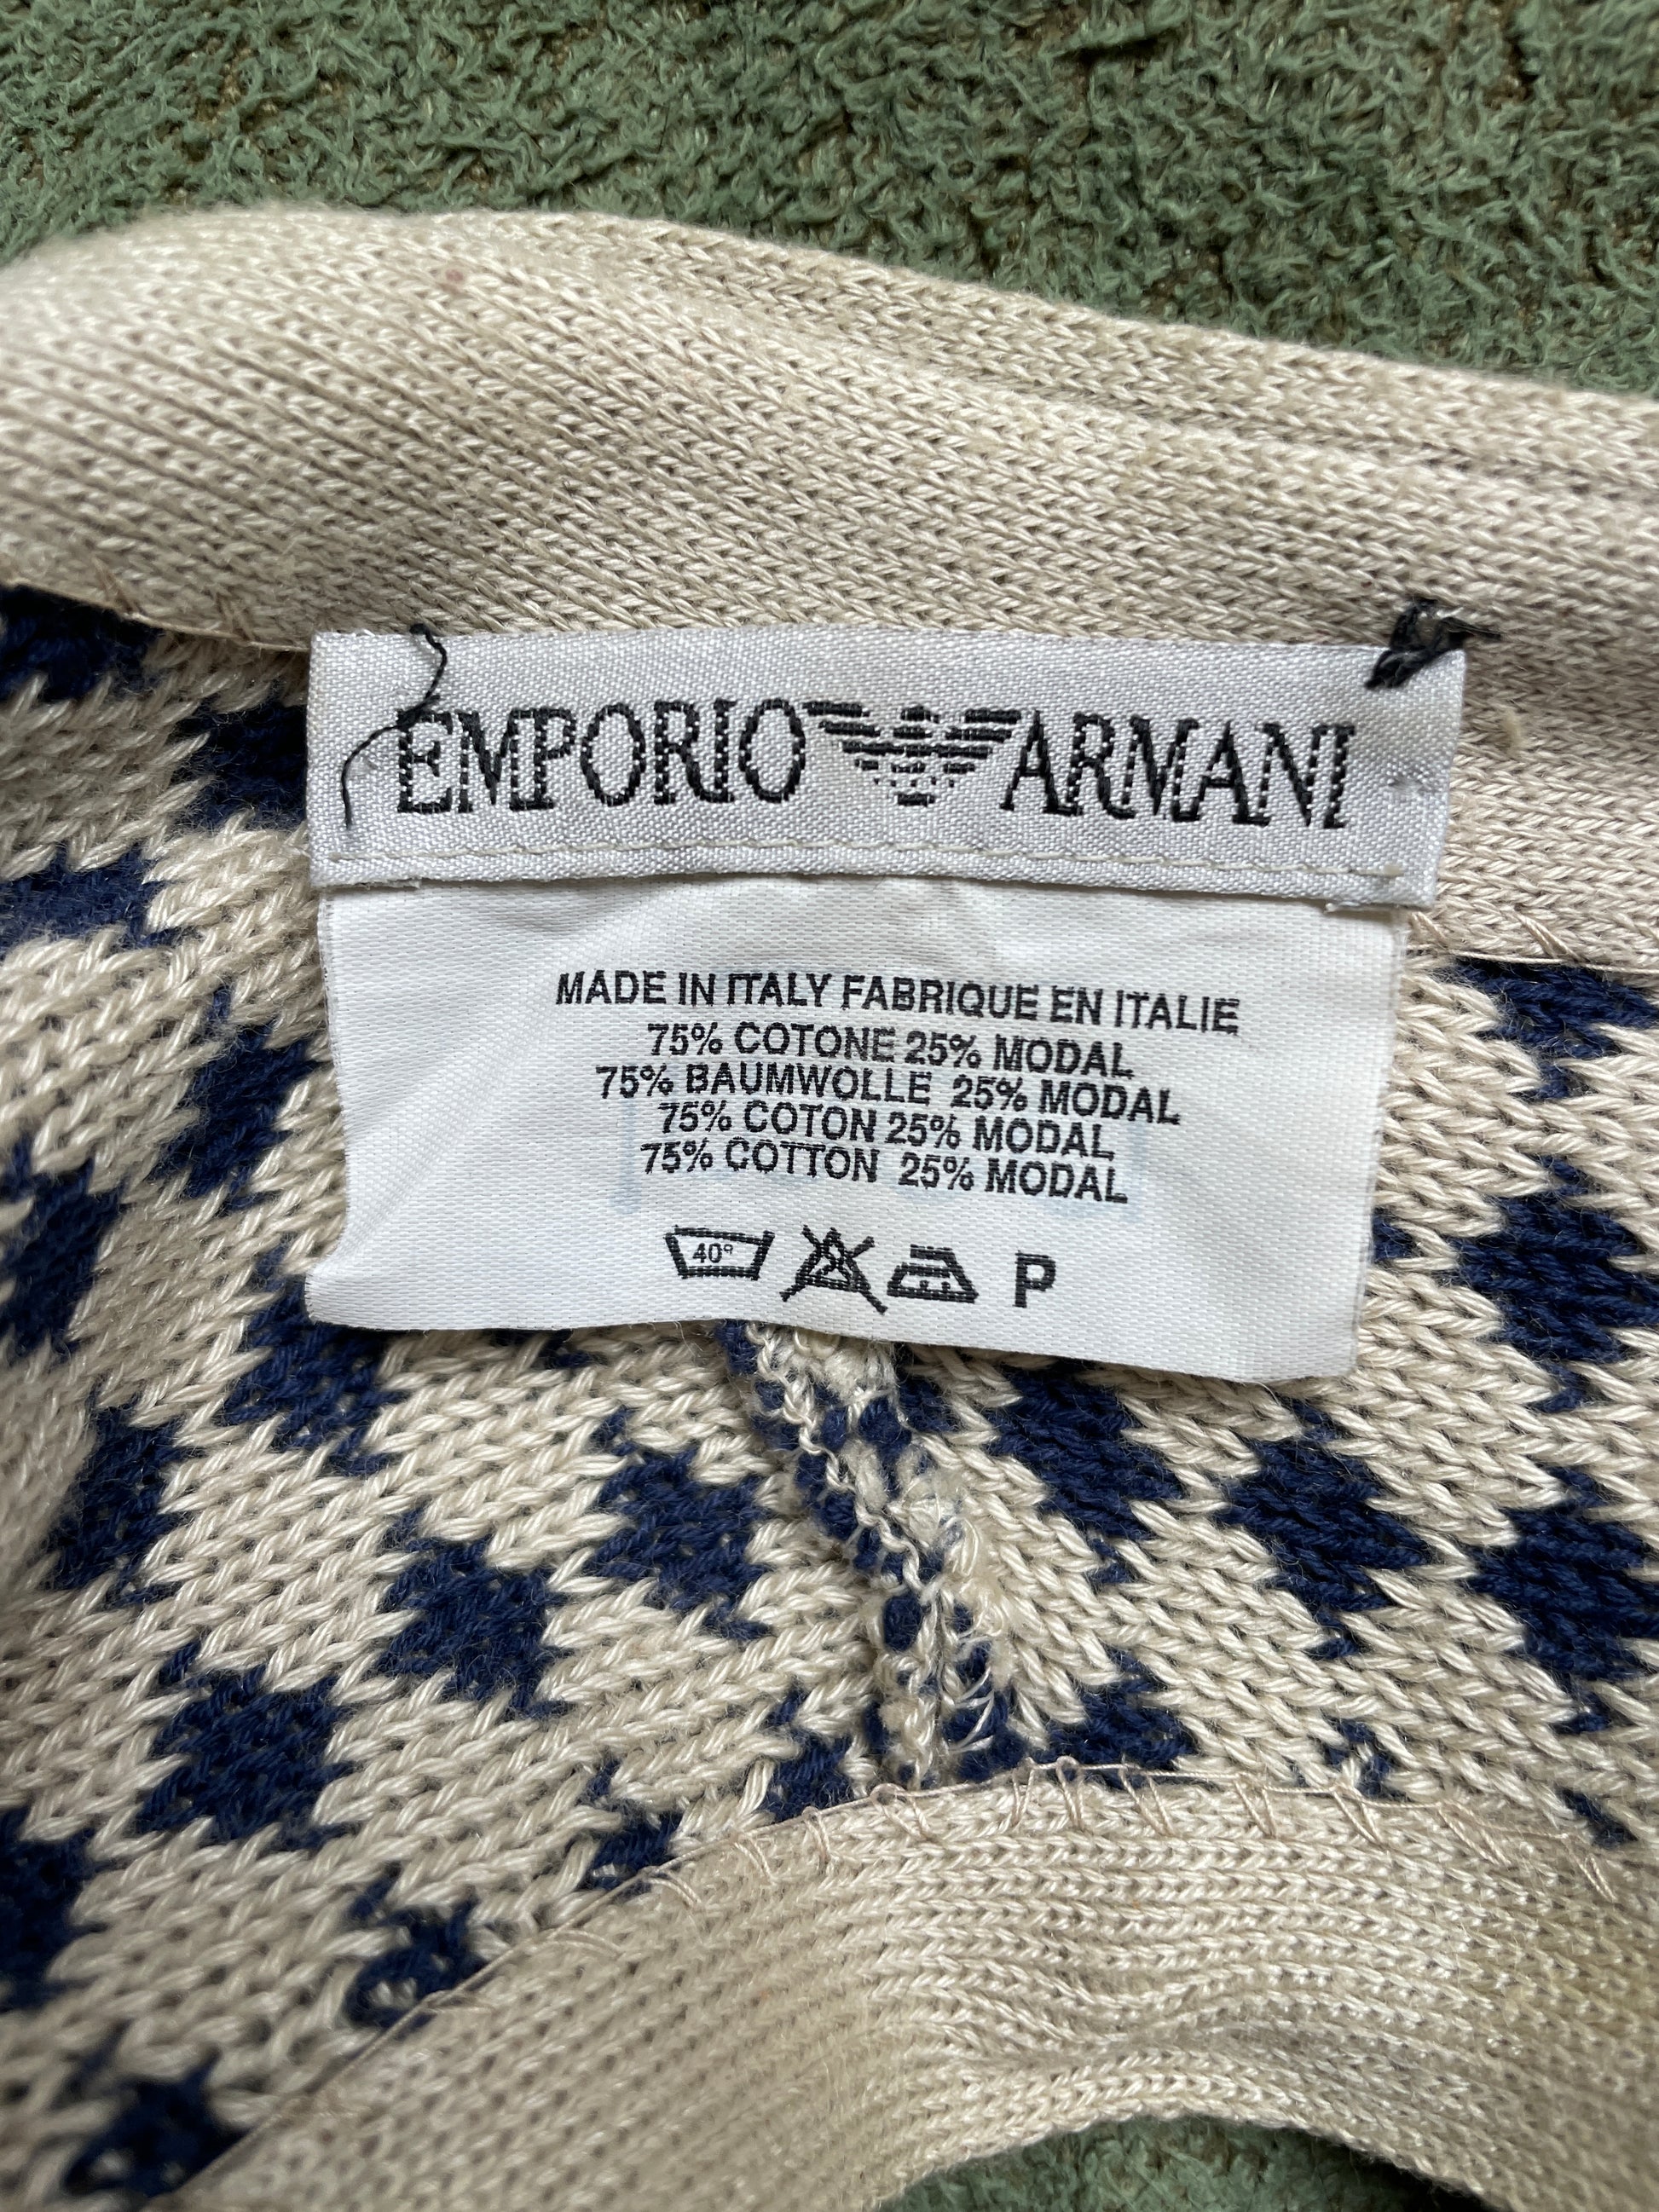 EMPORIO ARMANI
MADE IN ITALY FABRIQUE EN ITALIE
75% COTONE 25% MODAL
75% BAUMWOLLE 25% MODAL
75% COTON 25% MODAL
75% COTTON 25% MODAL
40° P